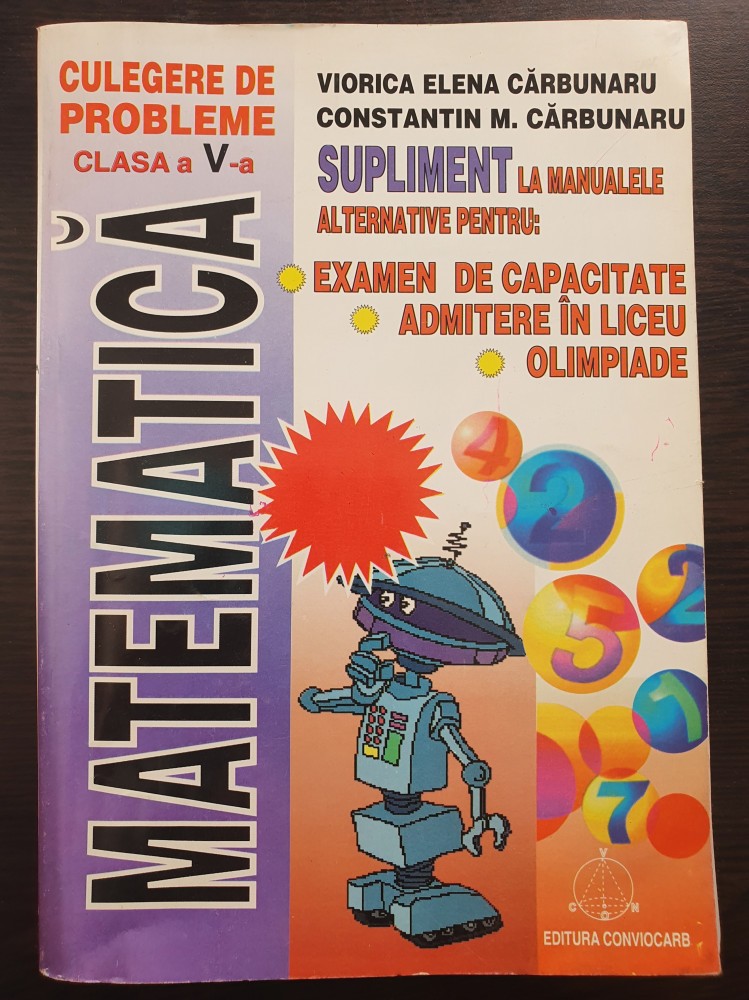 CULEGERE DE
PROBLEME
CLASA a V-a
MATEMATICĂ
VIORICA ELENA CĂRBUNARU
CONSTANTIN M. CĂRBUNARU
SUPLIMENT LA MANUALELE
ALTERNATIVE PENTRU:
EXAMEN DE CAPACITATE
ADMITERE ÎN LICEU
OLIMPIADE
4
2
2
5
1
7
V
C O N
EDITURA CONVIOCARB